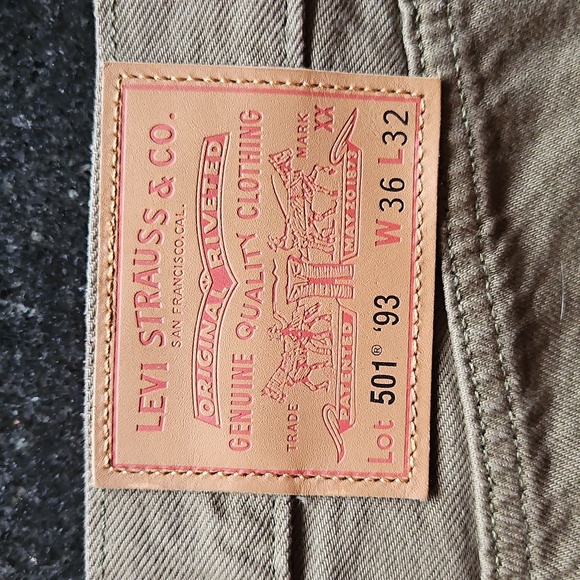 LEVI STRAUSS & CO.
SAN FRANCISCO, CAL.
ORIGINAL RIVETED
GENUINE QUALITY CLOTHING
TRADE MARK
XX
PATENTED MAY 20 1873
Lot 501® '93 W 36 L 32